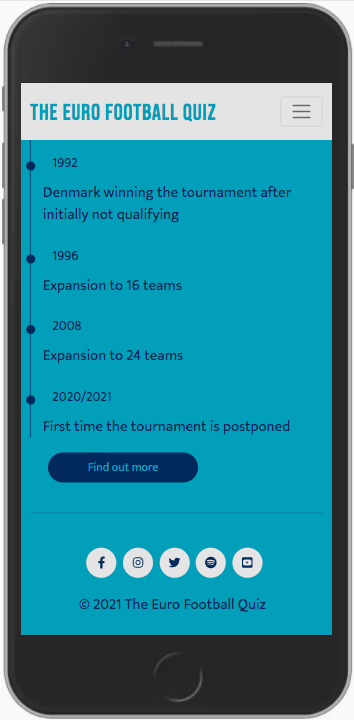 THE EURO FOOTBALL QUIZ
1992
Denmark winning the tournament after
initially not qualifying
1996
Expansion to 16 teams
2008
Expansion to 24 teams
2020/2021
First time the tournament is postponed
Find out more
© 2021 The Euro Football Quiz